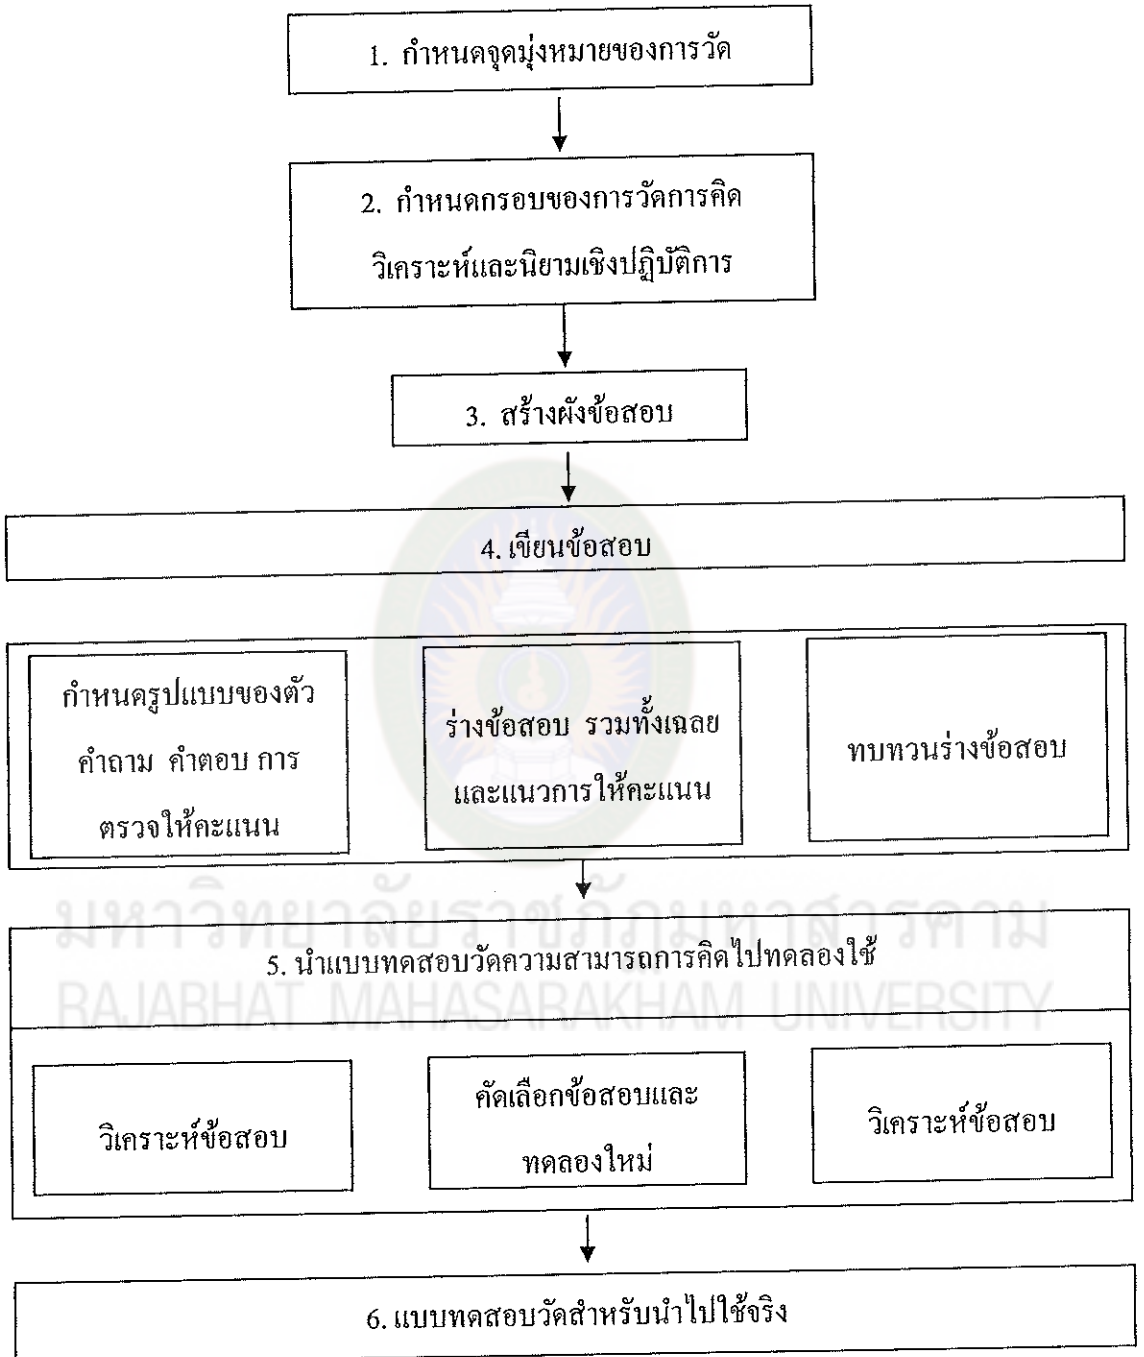 1. กำหนดจุดมุ่งหมายของการวัด
2. กำหนดกรอบของการวัดการคิด
วิเคราะห์และนิยามเชิงปฏิบัติการ
3. สร้างผังข้อสอบ
4. เขียนข้อสอบ
กำหนดรูปแบบของตัว
คำถาม คำตอบ การ
ตรวจให้คะแนน
ร่างข้อสอบ รวมทั้งเฉลย
และแนวการให้คะแนน
ทบทวนร่างข้อสอบ
มหาวิทยาลัยราชภัฏมหาสารคาม
5. นำแบบทดสอบวัดความสามารถการคิดไปทดลองใช้
RAJABHAT MAHASARAKHAM UNIVERSITY
วิเคราะห์ข้อสอบ
คัดเลือกข้อสอบและ
ทดลองใหม่
วิเคราะห์ข้อสอบ
6. แบบทดสอบวัดสำหรับนำไปใช้จริง